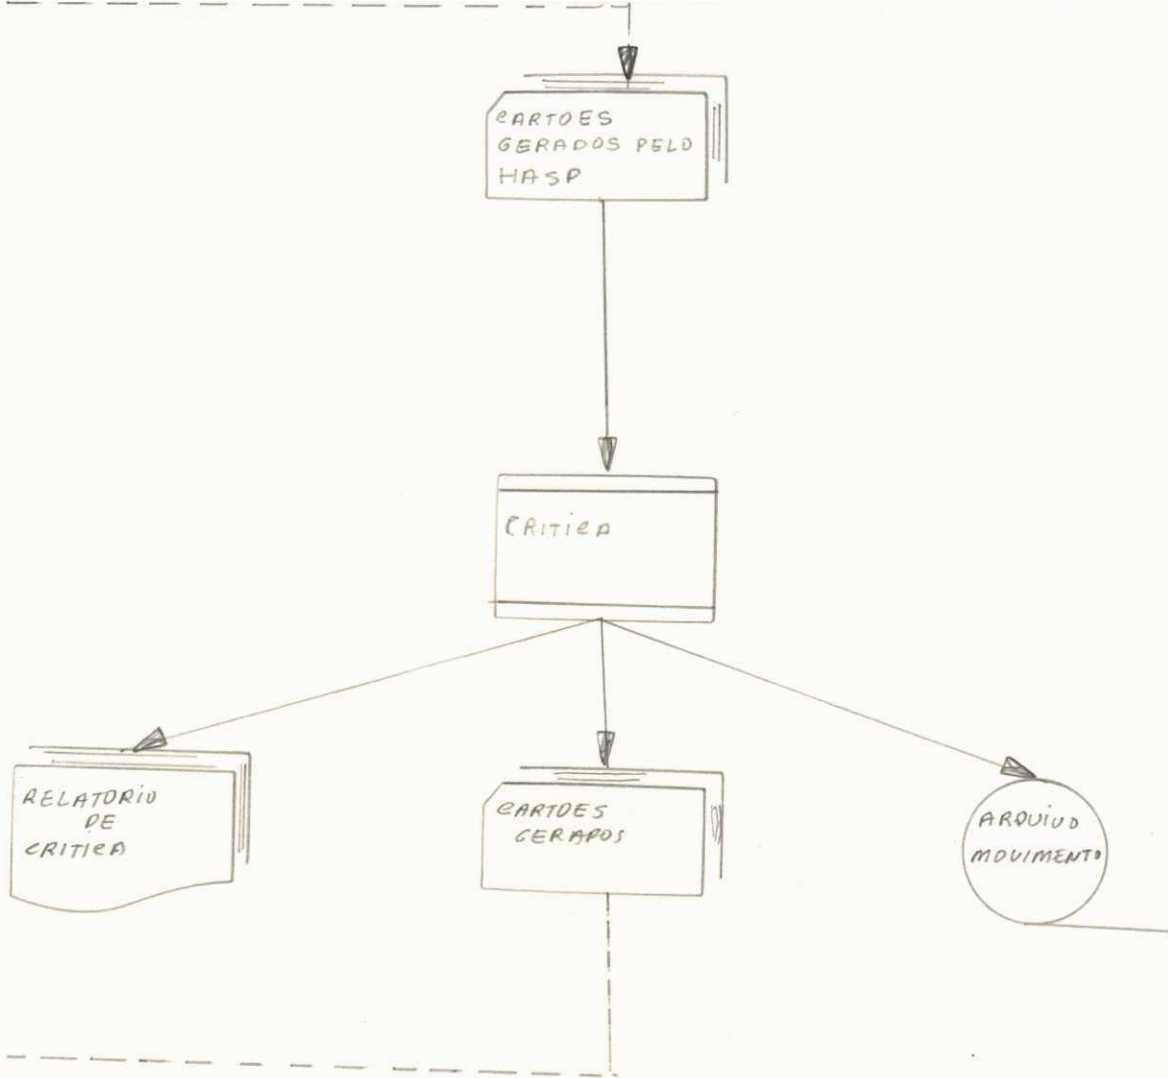 CARTOES
GERADOS PELO
HASP
CRITICA
RELATORIO
DE
CRITICA
CARTOES
GERADOS
ARQUIVO
MOVIMENTO